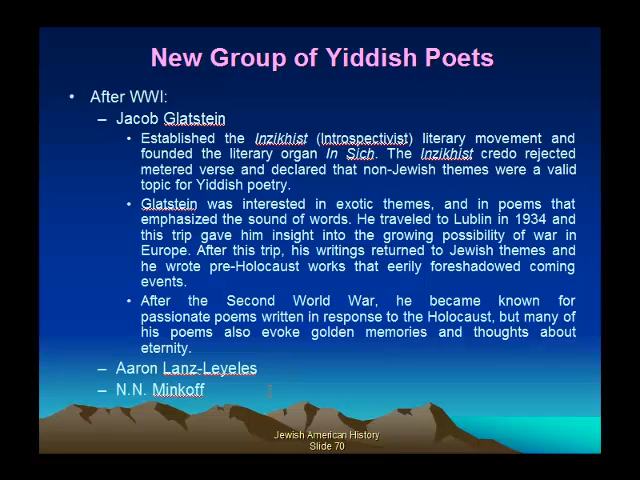 New Group of Yiddish Poets
• After WWI:
– Jacob Glatstein
• Established the Inzikhist (Introspectivist) literary movement and
founded the literary organ In Sich. The Inzikhist credo rejected
metered verse and declared that non-Jewish themes were a valid
topic for Yiddish poetry.
• Glatstein was interested in exotic themes, and in poems that
emphasized the sound of words. He traveled to Lublin in 1934 and
this trip gave him insight into the growing possibility of war in
Europe. After this trip, his writings returned to Jewish themes and
he wrote pre-Holocaust works that eerily foreshadowed coming
events.
• After the Second World War, he became known for
passionate poems written in response to the Holocaust, but many of
his poems also evoke golden memories and thoughts about
eternity.
– Aaron Lanz-Leyeles
– N.N. Minkoff
Jewish American History
Slide 70